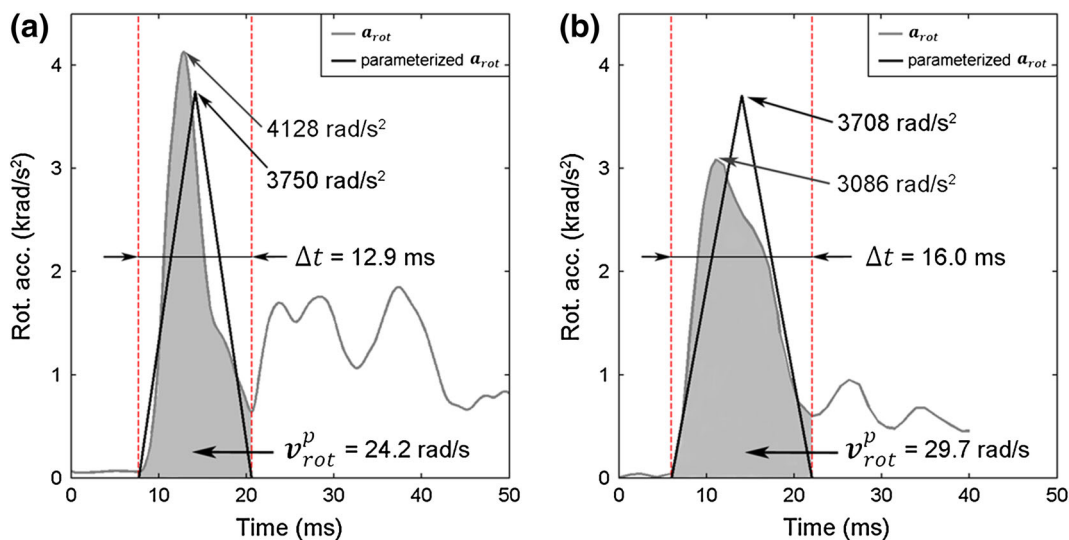 (a)
a_rot
parameterized a_rot
4128 rad/s²
3750 rad/s²
Δt = 12.9 ms
v^p_rot = 24.2 rad/s
Rot. acc. (krad/s²)
4
3
2
1
0
0 10 20 30 40 50
Time (ms)
(b)
a_rot
parameterized a_rot
3708 rad/s²
3086 rad/s²
Δt = 16.0 ms
v^p_rot = 29.7 rad/s
Rot. acc. (krad/s²)
4
3
2
1
0
0 10 20 30 40 50
Time (ms)